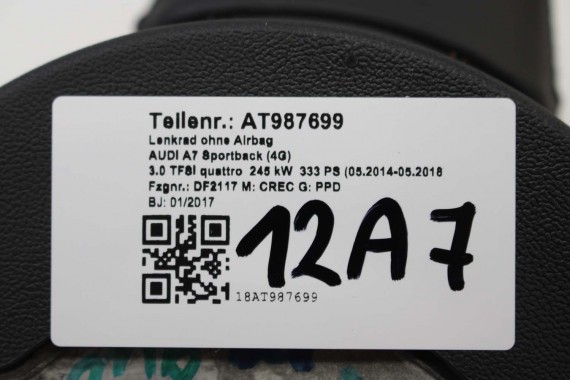 Teilenr.: AT987699
Lenkrad ohne Airbag
AUDI A7 Sportback (4G)
3.0 TFSI quattro 245 kW 333 PS (05.2014-05.2018
Fzgnr.: DF2117 M: CREC G: PPD
BJ: 01/2017
12A7
18AT987699